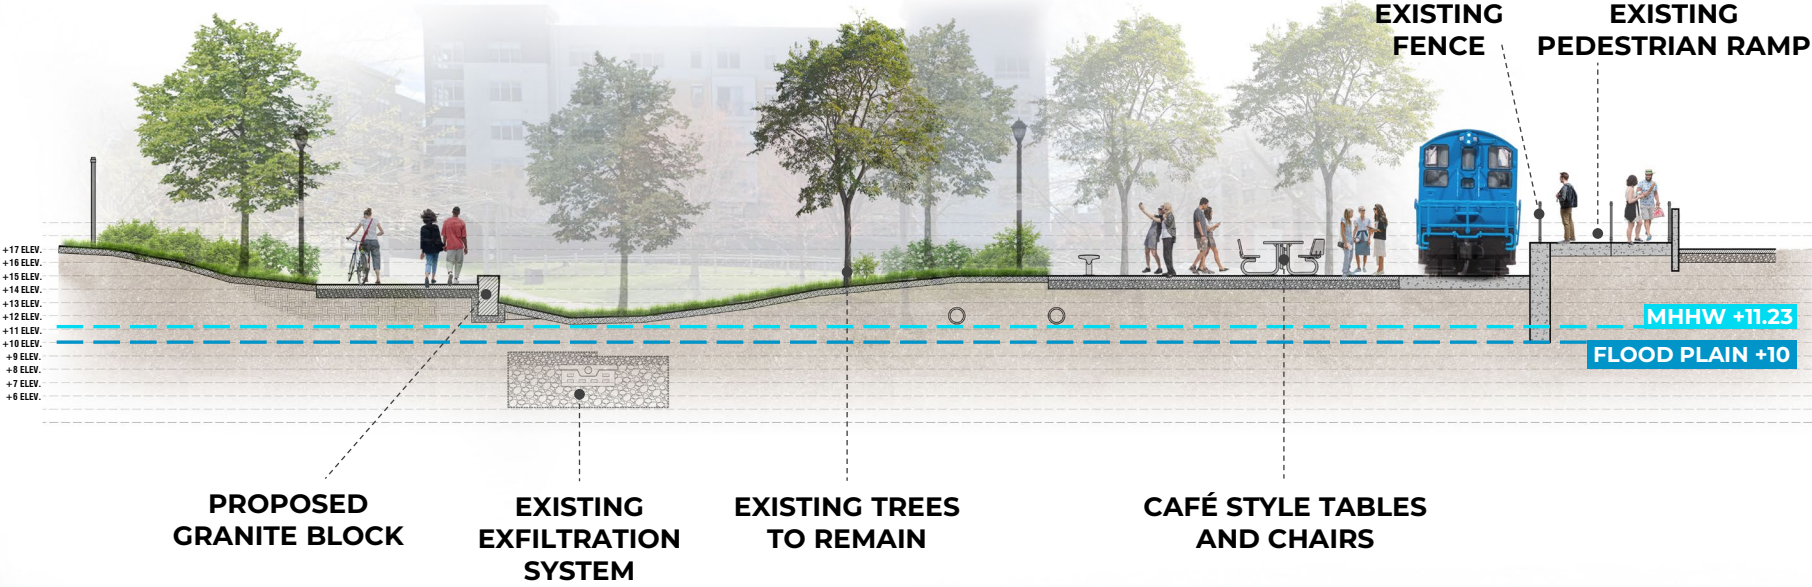 EXISTING
FENCE
EXISTING
PEDESTRIAN RAMP
+17 ELEV.
+16 ELEV.
+15 ELEV.
+14 ELEV.
+13 ELEV.
+12 ELEV.
+11 ELEV.
+10 ELEV.
+9 ELEV.
+8 ELEV.
+7 ELEV.
+6 ELEV.
MHHW +11.23
FLOOD PLAIN +10
PROPOSED
GRANITE BLOCK
EXISTING
EXFILTRATION
SYSTEM
EXISTING TREES
TO REMAIN
CAFÉ STYLE TABLES
AND CHAIRS